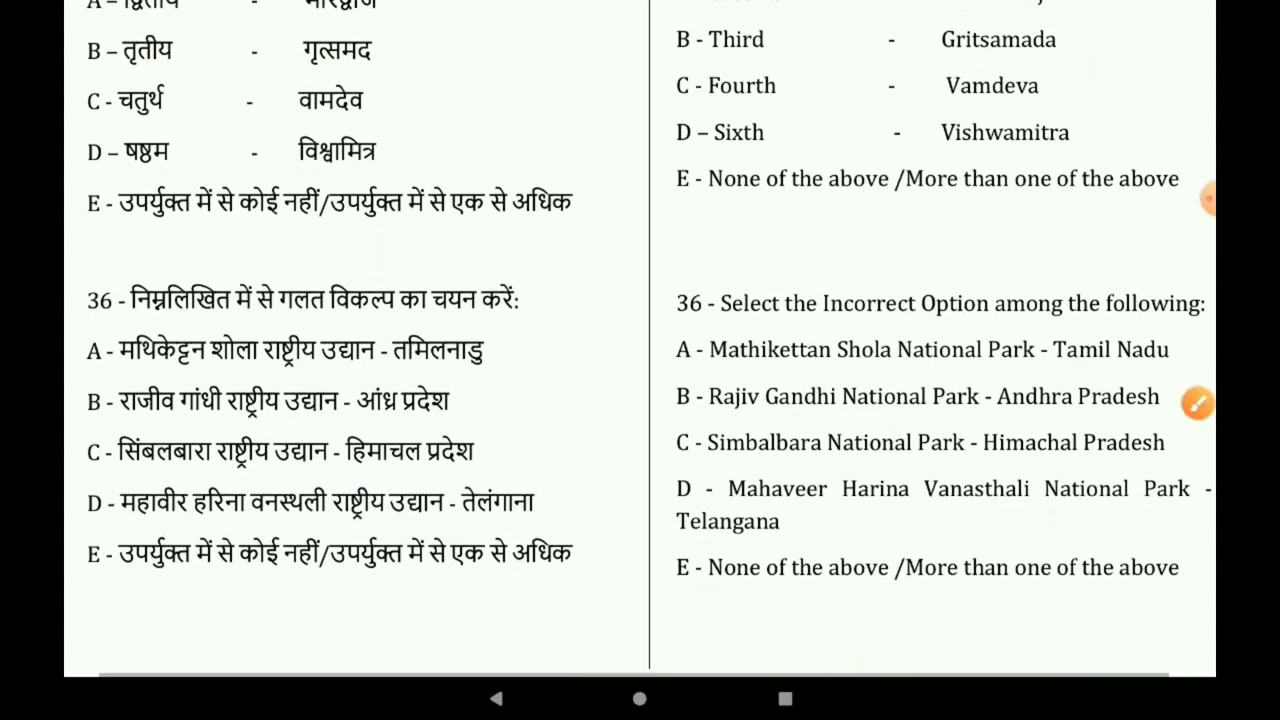 B – तृतीय - गृत्समद
C - चतुर्थ - वामदेव
D – षष्ठम - विश्वामित्र
E - उपर्युक्त में से कोई नहीं/उपर्युक्त में से एक से अधिक
36 - निम्नलिखित में से गलत विकल्प का चयन करें:
A - मथिकेट्टन शोला राष्ट्रीय उद्यान - तमिलनाडु
B - राजीव गांधी राष्ट्रीय उद्यान - आंध्र प्रदेश
C - सिंबलबारा राष्ट्रीय उद्यान - हिमाचल प्रदेश
D - महावीर हरिना वनस्थली राष्ट्रीय उद्यान - तेलंगाना
E - उपर्युक्त में से कोई नहीं/उपर्युक्त में से एक से अधिक
B - Third - Gritsamada
C - Fourth - Vamdeva
D – Sixth - Vishwamitra
E - None of the above /More than one of the above
36 - Select the Incorrect Option among the following:
A - Mathikettan Shola National Park - Tamil Nadu
B - Rajiv Gandhi National Park - Andhra Pradesh
C - Simbalbara National Park - Himachal Pradesh
D - Mahaveer Harina Vanasthali National Park -
Telangana
E - None of the above /More than one of the above